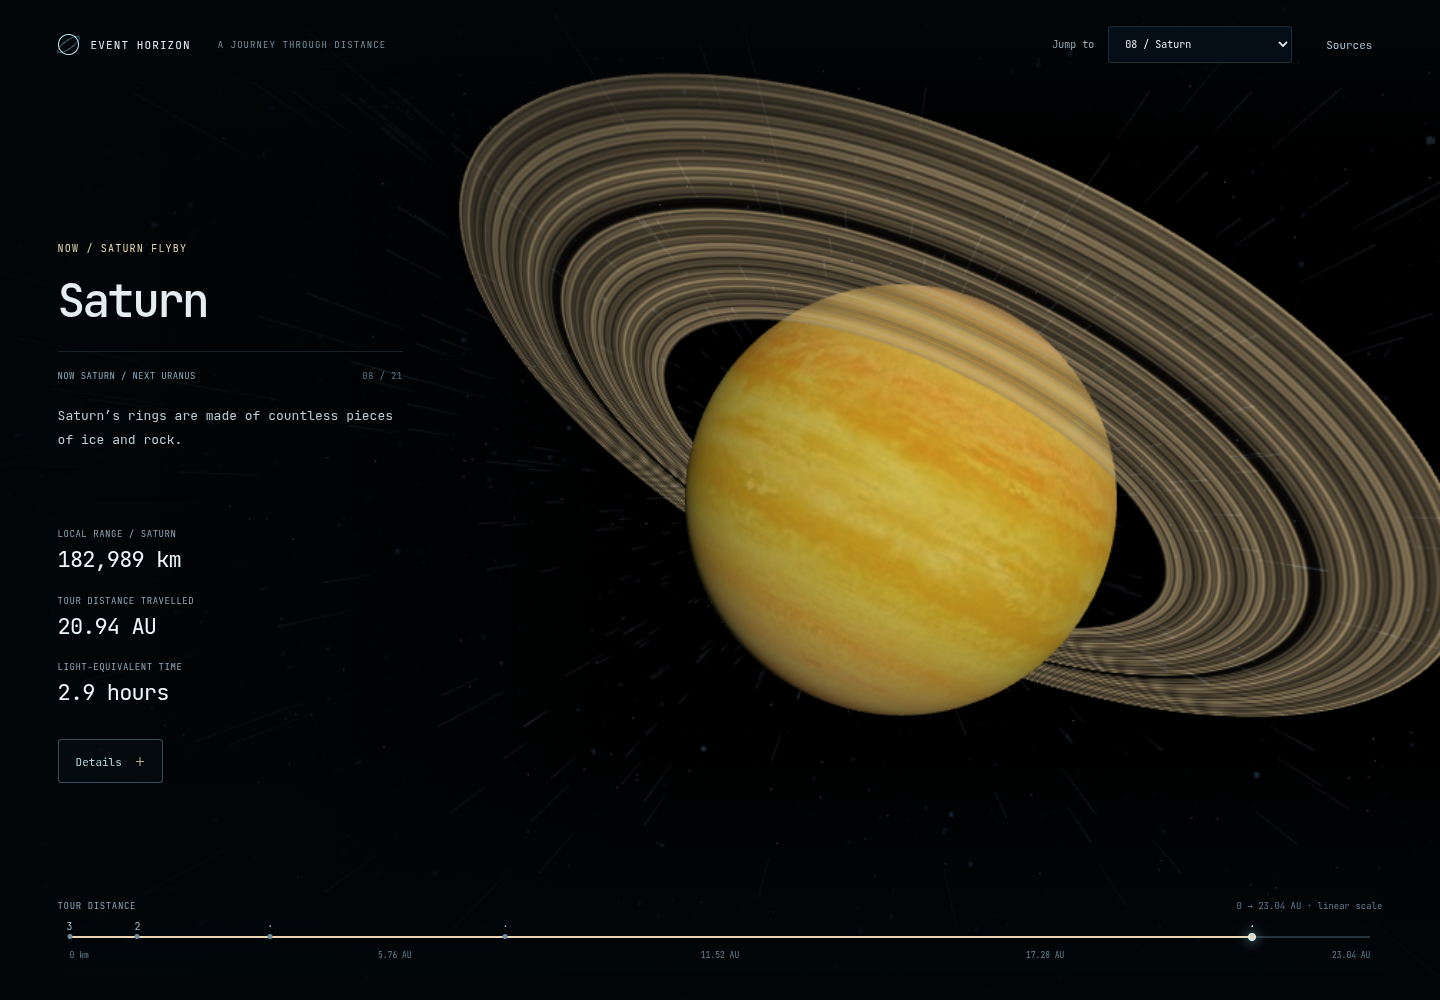 EVENT HORIZON
A JOURNEY THROUGH DISTANCE
Jump to
08 / Saturn
Sources
NOW / SATURN FLYBY
Saturn
NOW SATURN / NEXT URANUS
08 / 21
Saturn’s rings are made of countless pieces
of ice and rock.
LOCAL RANGE / SATURN
182,989 km
TOUR DISTANCE TRAVELLED
20.94 AU
LIGHT-EQUIVALENT TIME
2.9 hours
Details +
TOUR DISTANCE
0 → 23.04 AU · linear scale
3 2 · · ·
0 km 5.76 AU 11.52 AU 17.28 AU 23.04 AU